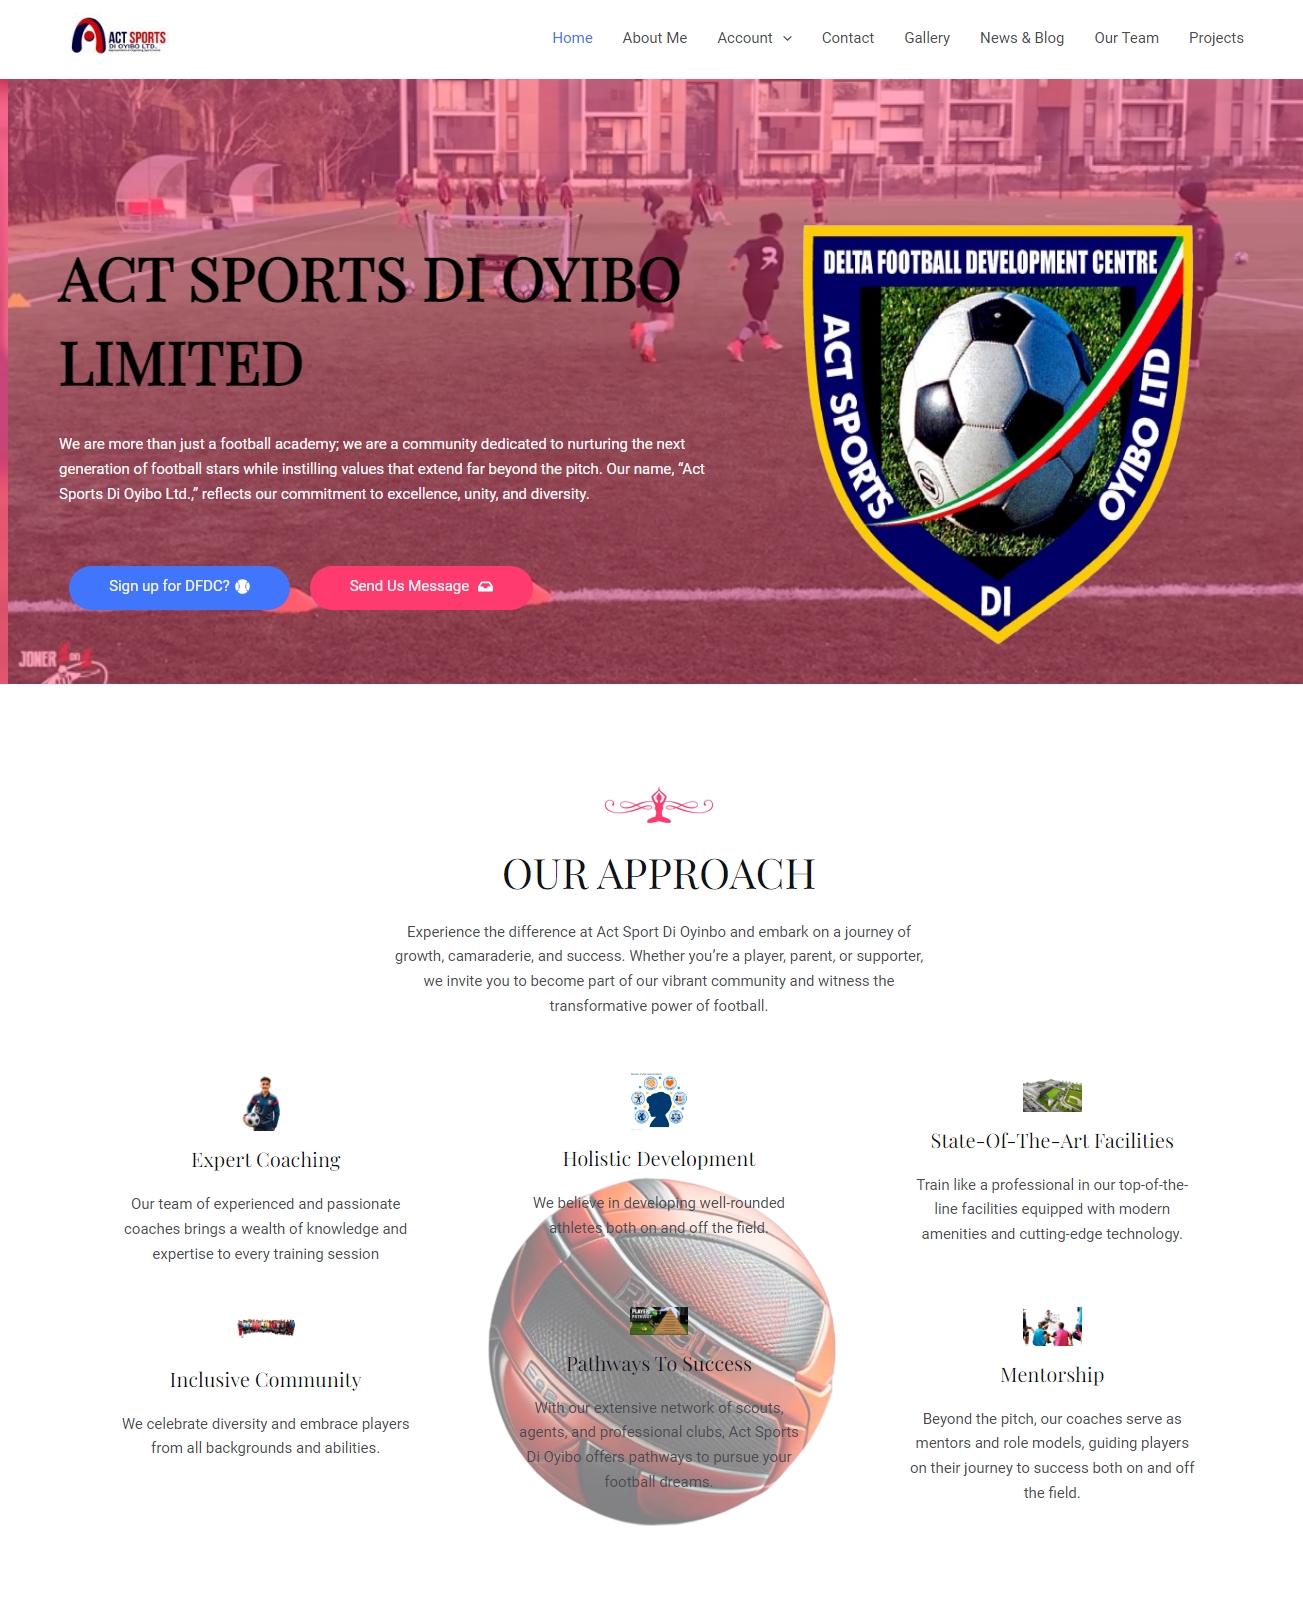 ACT SPORTS
DI OYIBO LTD.
Home
About Me
Account
Contact
Gallery
News & Blog
Our Team
Projects
ACT SPORTS DI OYIBO
LIMITED
We are more than just a football academy; we are a community dedicated to nurturing the next
generation of football stars while instilling values that extend far beyond the pitch. Our name, “Act
Sports Di Oyibo Ltd.,” reflects our commitment to excellence, unity, and diversity.
Sign up for DFDC?
Send Us Message
DELTA FOOTBALL DEVELOPMENT CENTRE
ACT SPORTS
DI
OYIBO LTD
JONER
OUR APPROACH
Experience the difference at Act Sport Di Oyinbo and embark on a journey of
growth, camaraderie, and success. Whether you’re a player, parent, or supporter,
we invite you to become part of our vibrant community and witness the
transformative power of football.
Expert Coaching
Our team of experienced and passionate
coaches brings a wealth of knowledge and
expertise to every training session
Holistic Development
We believe in developing well-rounded
athletes both on and off the field.
State-Of-The-Art Facilities
Train like a professional in our top-of-the-
line facilities equipped with modern
amenities and cutting-edge technology.
Inclusive Community
We celebrate diversity and embrace players
from all backgrounds and abilities.
PLAYER
PATHWAY
Pathways To Success
With our extensive network of scouts,
agents, and professional clubs, Act Sports
Di Oyibo offers pathways to pursue your
football dreams.
Mentorship
Beyond the pitch, our coaches serve as
mentors and role models, guiding players
on their journey to success both on and off
the field.